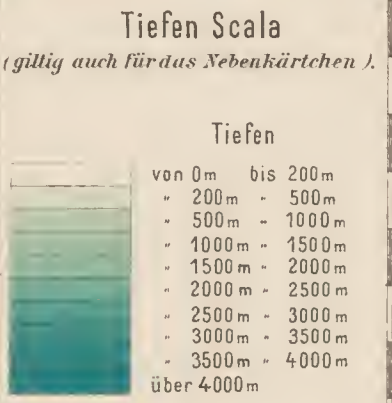 Tiefen Scala
(giltig auch für das Nebenkärtchen).
Tiefen
von 0m bis 200m
" 200m " 500m
" 500m " 1000m
" 1000m " 1500m
" 1500m " 2000m
" 2000m " 2500m
" 2500m " 3000m
" 3000m " 3500m
" 3500m " 4000m
über 4000m